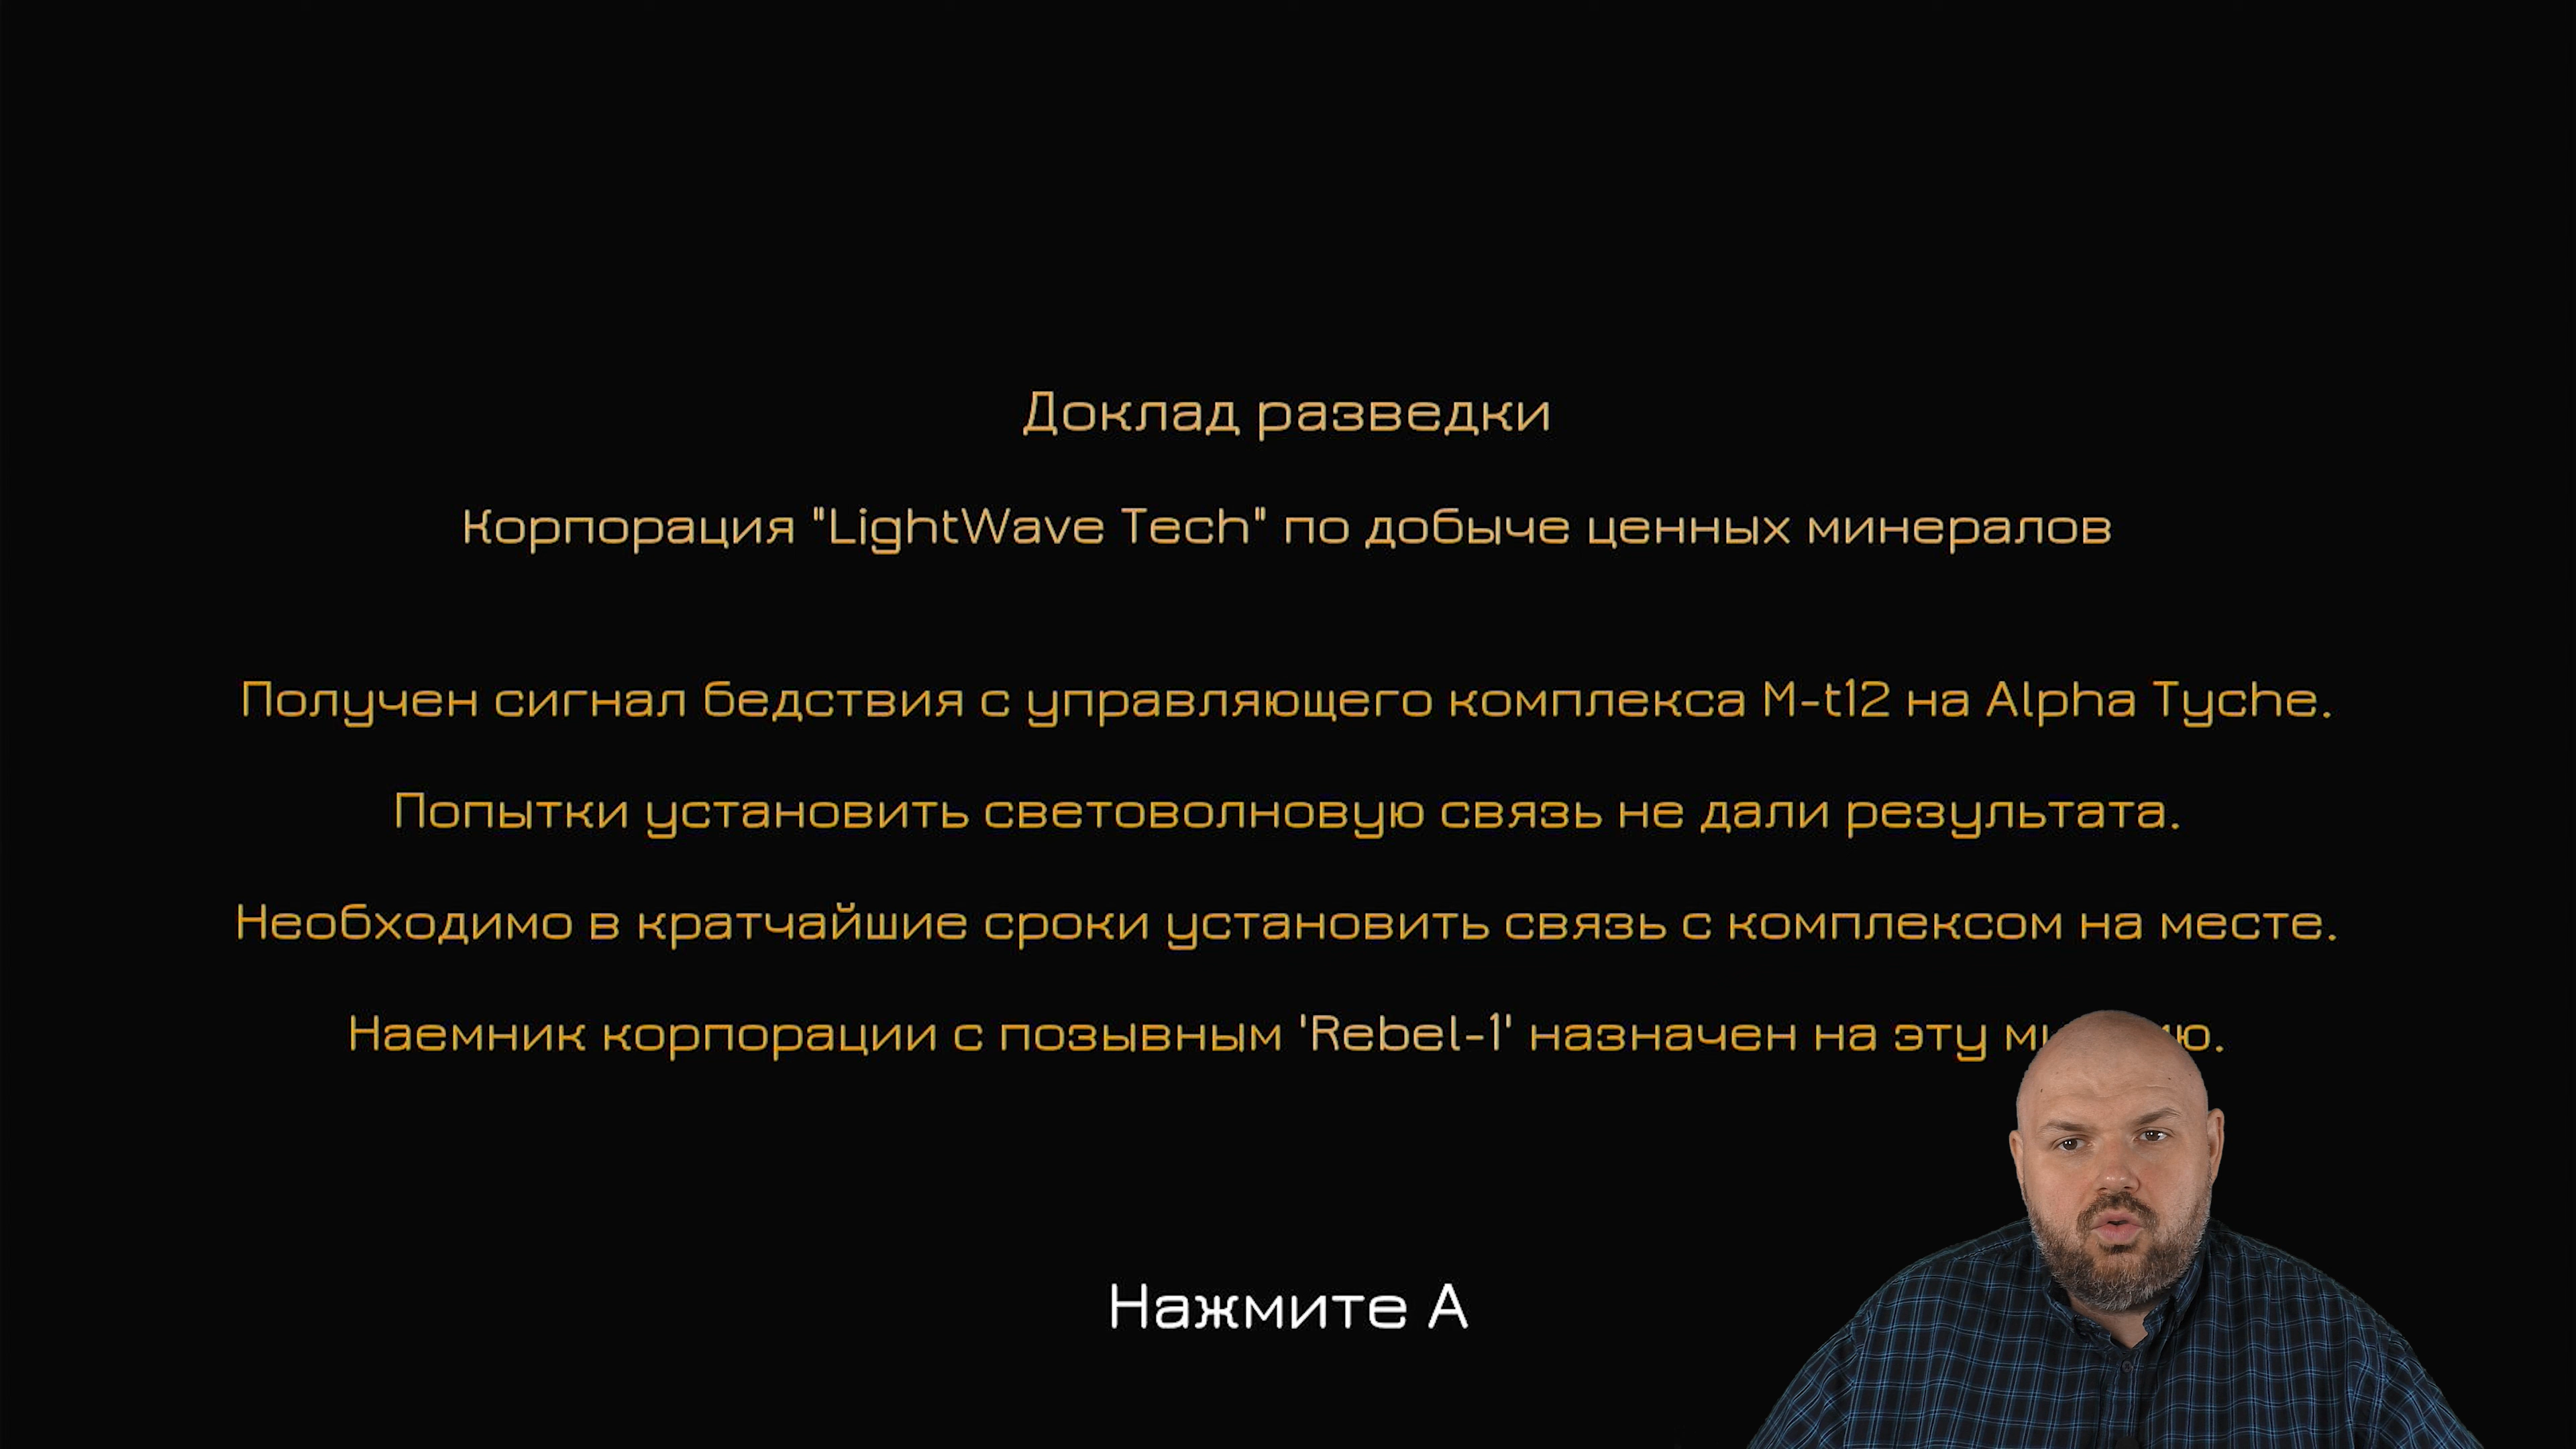 Доклад разведки
Корпорация "LightWave Tech" по добыче ценных минералов
Получен сигнал бедствия с управляющего комплекса M-t12 на Alpha Tyche.
Попытки установить световолновую связь не дали результата.
Необходимо в кратчайшие сроки установить связь с комплексом на месте.
Наемник корпорации с позывным 'Rebel-1' назначен на эту
Нажмите A